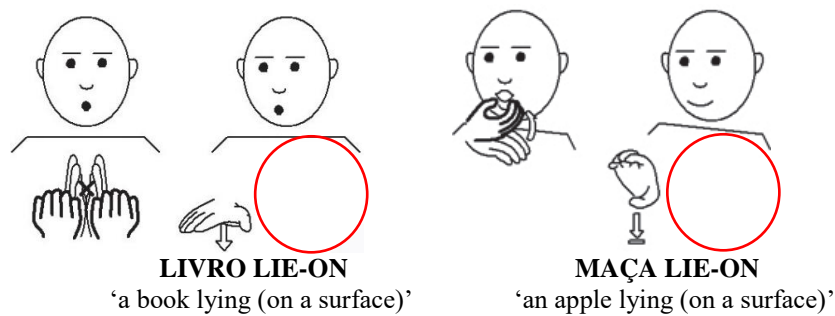 LIVRO LIE-ON
‘a book lying (on a surface)’
MAÇA LIE-ON
‘an apple lying (on a surface)’